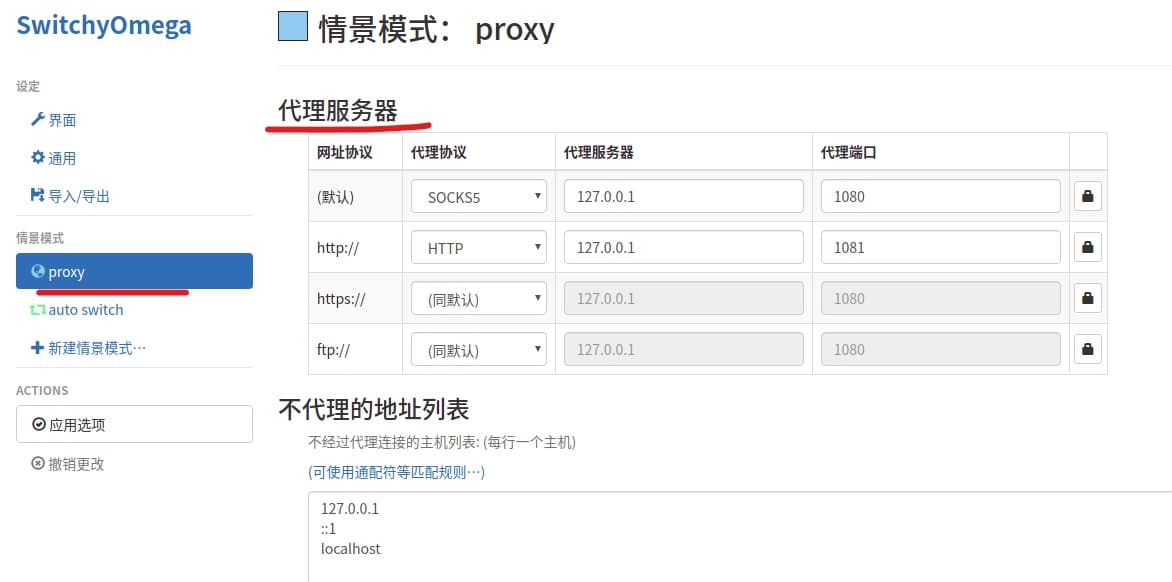 SwitchyOmega
设定
界面
通用
导入/导出
情景模式
proxy
auto switch
新建情景模式…
ACTIONS
应用选项
撤销更改
情景模式： proxy
代理服务器
网址协议 代理协议 代理服务器 代理端口
(默认) SOCKS5 127.0.0.1 1080
http:// HTTP 127.0.0.1 1081
https:// (同默认) 127.0.0.1 1080
ftp:// (同默认) 127.0.0.1 1080
不代理的地址列表
不经过代理连接的主机列表: (每行一个主机)
(可使用通配符等匹配规则…)
127.0.0.1
::1
localhost